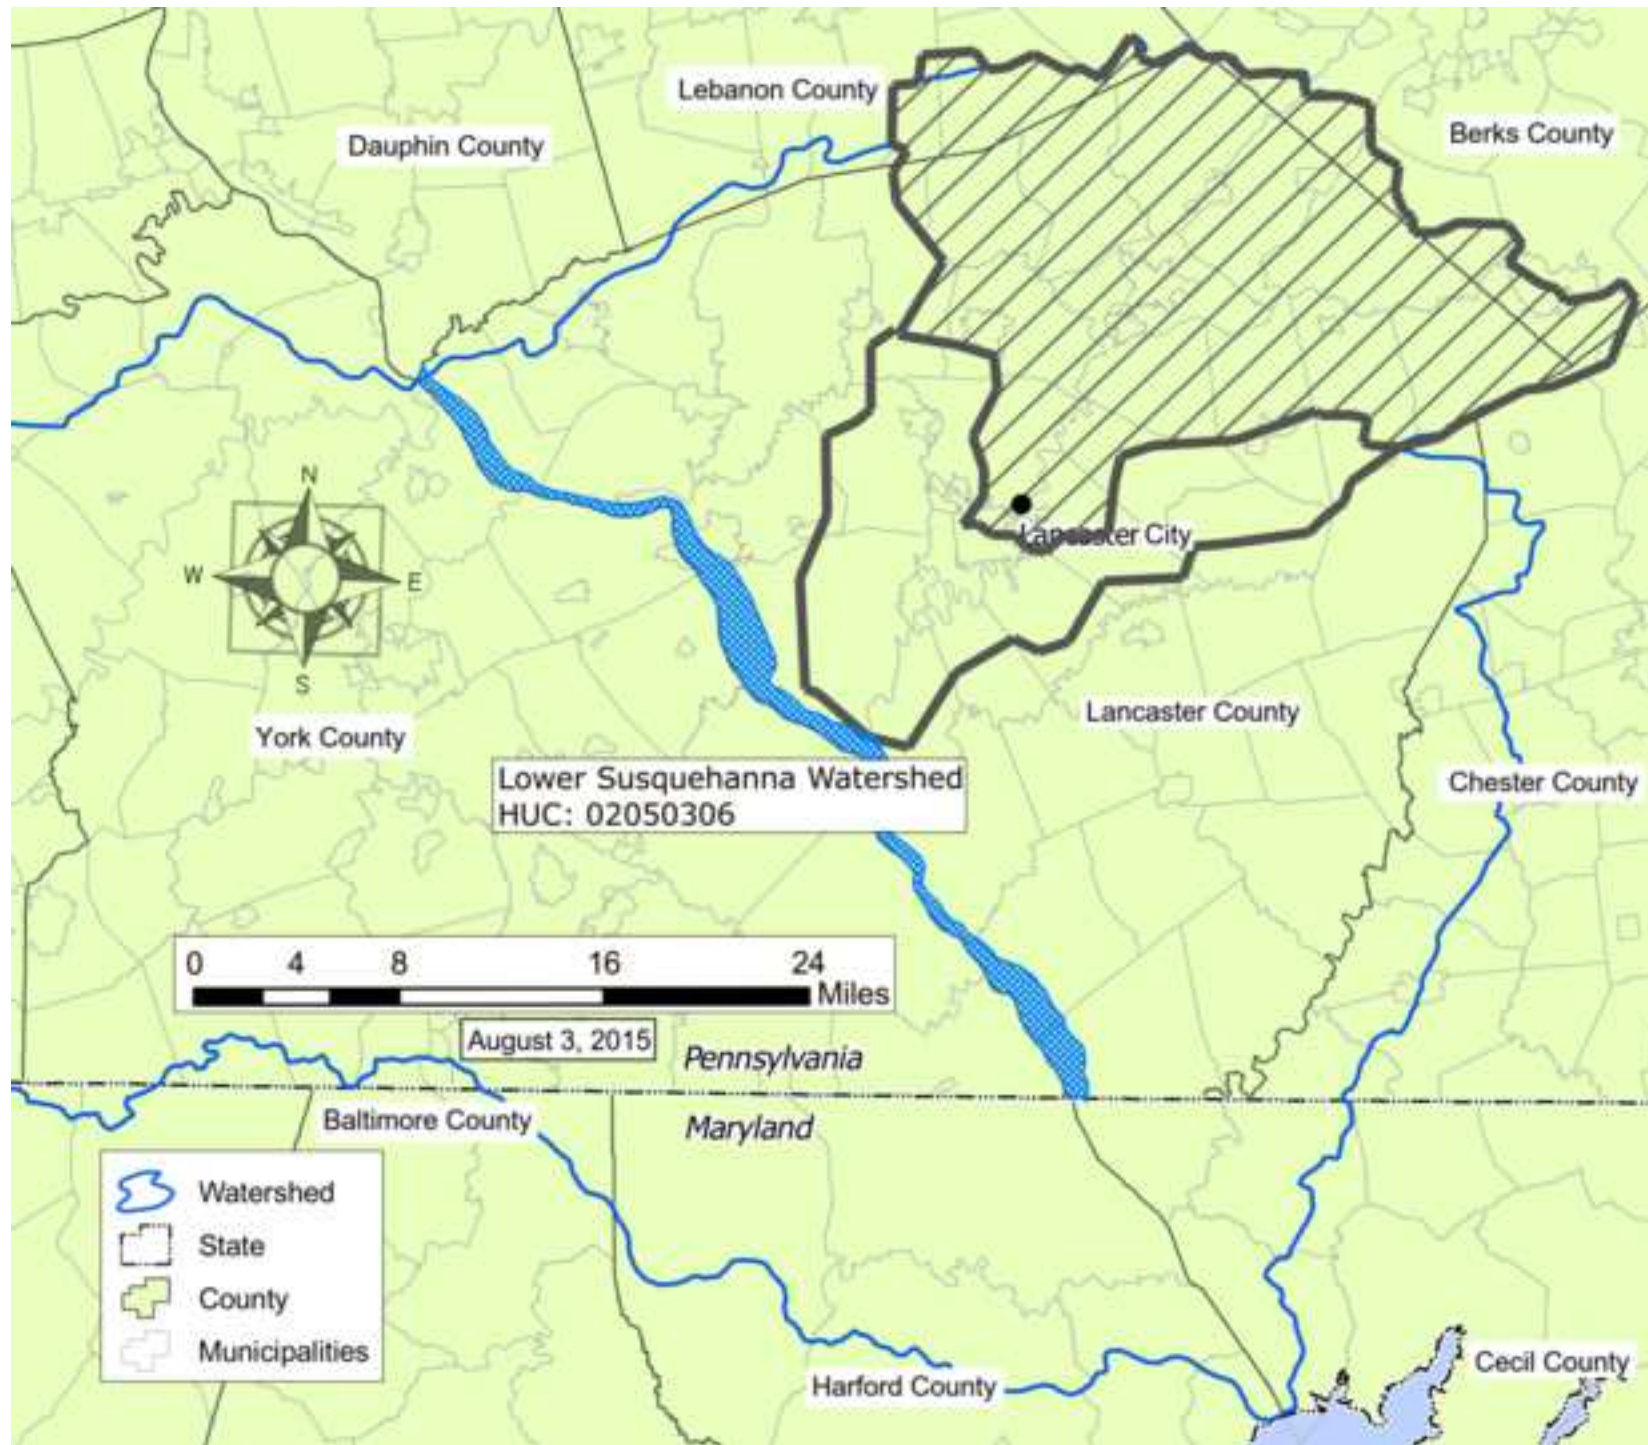 Lebanon County
Dauphin County
Berks County
N
W
E
S
Lancaster City
York County
Lancaster County
Lower Susquehanna Watershed
HUC: 02050306
Chester County
0 4 8 16 24
Miles
August 3, 2015
Pennsylvania
Maryland
Baltimore County
Watershed
State
County
Municipalities
Harford County
Cecil County